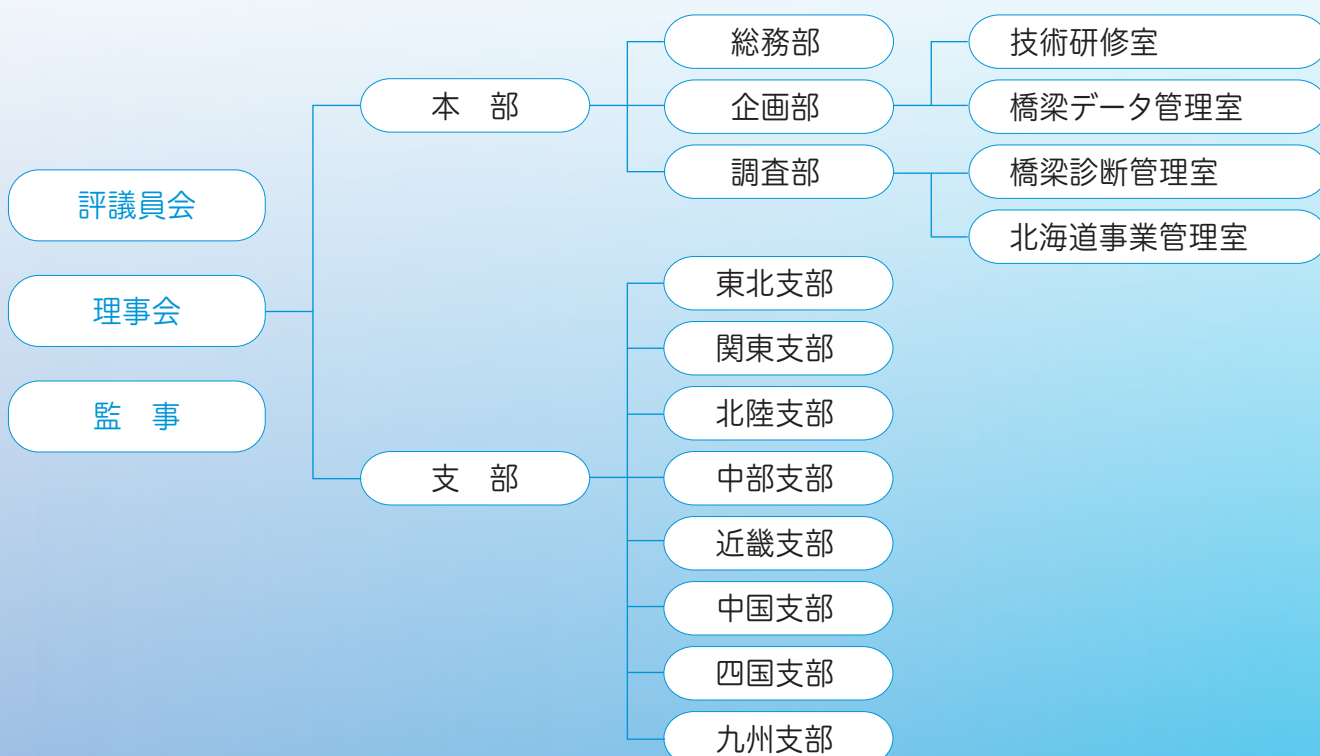 評議員会
理事会
監　事
本　部
総務部
企画部
調査部
技術研修室
橋梁データ管理室
橋梁診断管理室
北海道事業管理室
支　部
東北支部
関東支部
北陸支部
中部支部
近畿支部
中国支部
四国支部
九州支部